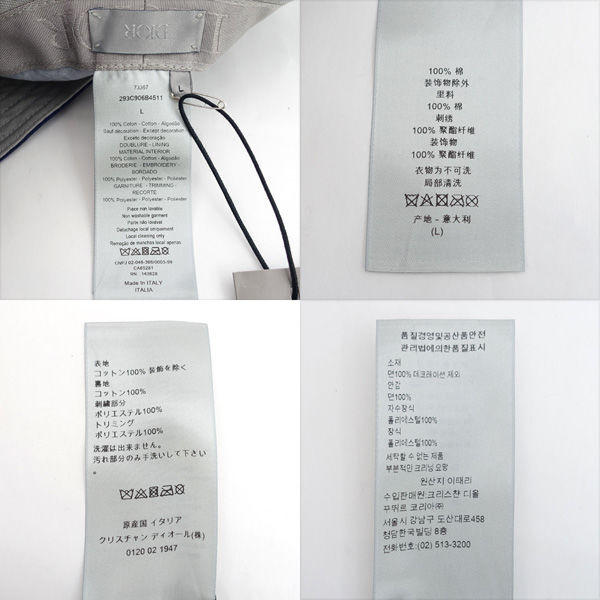 DIOR
73367
293C906B4511
L
L
100% Cotton - Cotton - Algodão
Sauf décoration - Except decoration
Exceto decoração
DOUBLURE - LINING
MATERIAL INTERIOR
100% Cotton - Cotton - Algodão
BRODERIE - EMBROIDERY -
BORDADO
100% Polyester - Polyester - Poliester
GARNITURE - TRIMMING -
RECORTE
100% Polyester - Polyester - Poliester
Pièce non lavable
Non washable garment
Parte não lavável
Détachage local uniquement
Local cleaning only
Remoção de manchas local apenas
CNPJ 02-046-366/0005-99
CA65281
RN : 143828
Made in ITALY
ITALIA
100% 棉
装饰物除外
里料
100% 棉
刺绣
100% 聚酯纤维
装饰物
100% 聚酯纤维
衣物为不可洗
局部清洗
产地 - 意大利
(L)
表地
コットン100% 装飾を除く
裏地
コットン100%
刺繍部分
ポリエステル100%
トリミング
ポリエステル100%
洗濯は出来ません。
汚れ部分のみ手洗いして下さい
。
原産国 イタリア
クリスチャン ディオール(株)
0120 02 1947
품질경영및공산품안전
관리법에의한품질표시
소재
면100% 데코레이션 제외
안감
면100%
자수장식
폴리에스텔100%
장식
폴리에스텔100%
세탁할 수 없는 제품
부분적인 크리닝 요망
원산지 이태리
수입판매원:크리스챤 디올
꾸뛰르 코리아㈜
서울시 강남구 도산대로458
청담한국빌딩 8층
전화번호:(02) 513-3200